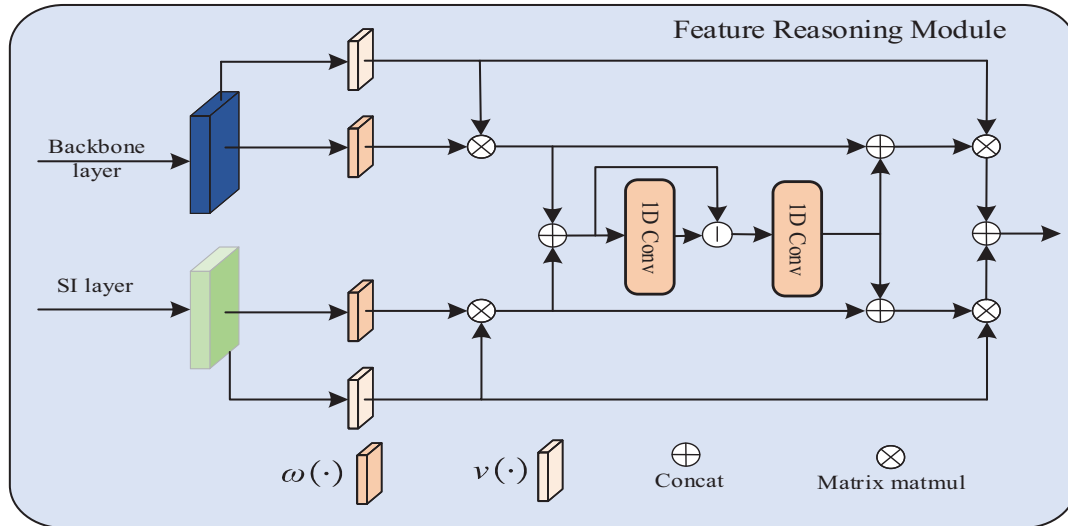 Feature Reasoning Module
Backbone
layer
1D Conv
1D Conv
SI layer
ω(·)
v(·)
Concat
Matrix matmul